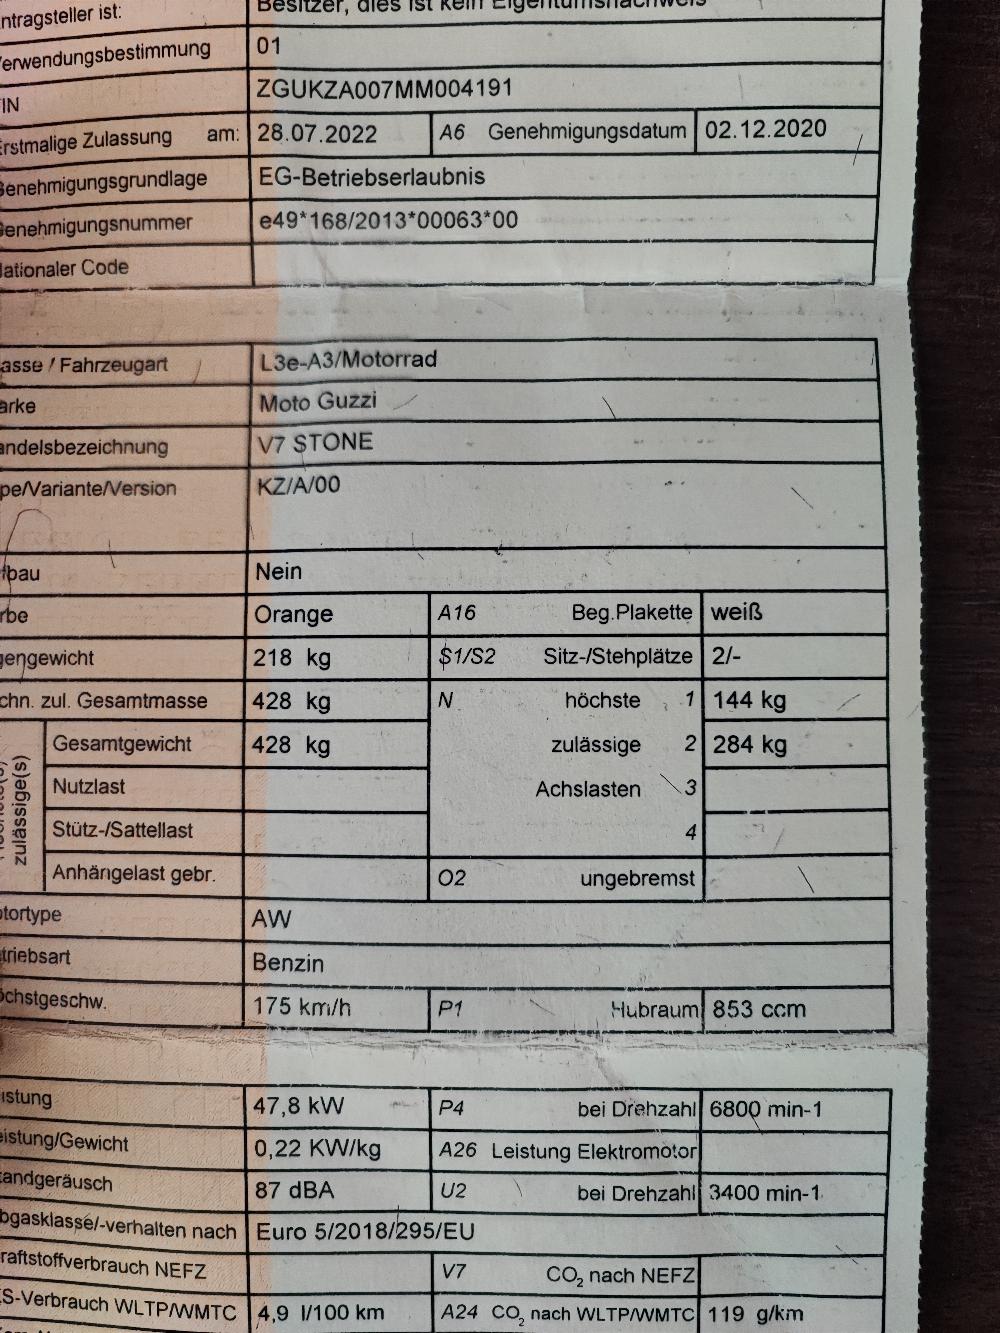 ntragsteller ist: Besitzer, dies ist kein Eigentumsnachweis
erwendungsbestimmung 01
IN ZGUKZA007MM004191
rstmalige Zulassung am: 28.07.2022 A6 Genehmigungsdatum 02.12.2020
enehmigungsgrundlage EG-Betriebserlaubnis
enehmigungsnummer e49*168/2013*00063*00
ationaler Code
asse / Fahrzeugart L3e-A3/Motorrad
arke Moto Guzzi
andelsbezeichnung V7 STONE
pe/Variante/Version KZ/A/00
fbau Nein
rbe Orange A16 Beg.Plakette weiß
gengewicht 218 kg S1/S2 Sitz-/Stehplätze 2/-
chn. zul. Gesamtmasse 428 kg N höchste 1 144 kg
zulässige(s)
Gesamtgewicht 428 kg zulässige 2 284 kg
Nutzlast Achslasten 3
Stütz-/Sattellast 4
Anhängelast gebr. O2 ungebremst
otortype AW
triebsart Benzin
öchstgeschw. 175 km/h P1 Hubraum 853 ccm
istung 47,8 kW P4 bei Drehzahl 6800 min-1
eistung/Gewicht 0,22 KW/kg A26 Leistung Elektromotor
andgeräusch 87 dBA U2 bei Drehzahl 3400 min-1
bgasklasse/-verhalten nach Euro 5/2018/295/EU
raftstoffverbrauch NEFZ V7 CO₂ nach NEFZ
S-Verbrauch WLTP/WMTC 4,9 l/100 km A24 CO₂ nach WLTP/WMTC 119 g/km